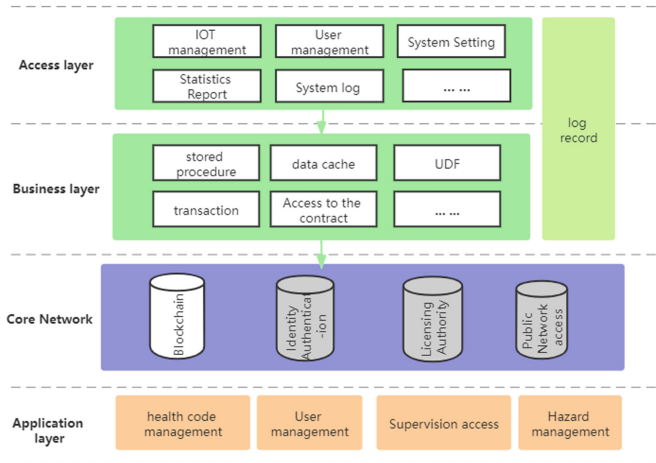 Access layer
IOT
management
User
management
System Setting
Statistics
Report
System log
... ...
log
record
Business layer
stored
procedure
data cache
UDF
transaction
Access to the
contract
... ...
Core Network
Blockchain
Identity
Authenticat
-ion
Licensing
Authority
Public
Network
access
Application
layer
health code
management
User
management
Supervision access
Hazard
management